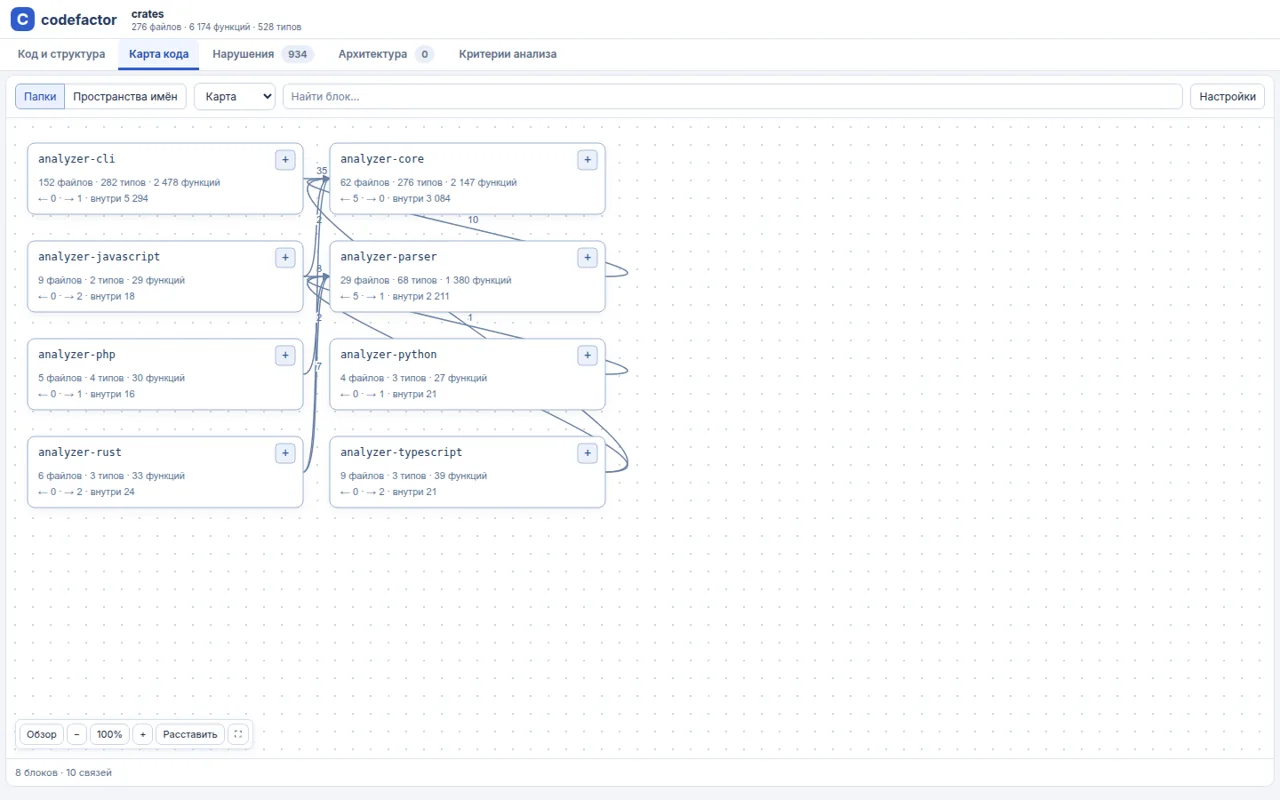 C codefactor
crates
276 файлов · 6 174 функций · 528 типов
Код и структура
Карта кода
Нарушения 934
Архитектура 0
Критерии анализа
Папки
Пространства имён
Карта
Найти блок...
Настройки
analyzer-cli +
152 файлов · 282 типов · 2 478 функций
← 0 · → 1 · внутри 5 294
35
analyzer-core +
62 файлов · 276 типов · 2 147 функций
← 5 · → 0 · внутри 3 084
2
10
analyzer-javascript +
9 файлов · 2 типов · 29 функций
← 0 · → 2 · внутри 18
analyzer-parser +
29 файлов · 68 типов · 1 380 функций
← 5 · → 1 · внутри 2 211
2
1
analyzer-php +
5 файлов · 4 типов · 30 функций
← 0 · → 1 · внутри 16
7
analyzer-python +
4 файлов · 3 типов · 27 функций
← 0 · → 1 · внутри 21
analyzer-rust +
6 файлов · 3 типов · 33 функций
← 0 · → 2 · внутри 24
analyzer-typescript +
9 файлов · 3 типов · 39 функций
← 0 · → 2 · внутри 21
Обзор − 100% + Расставить
8 блоков · 10 связей